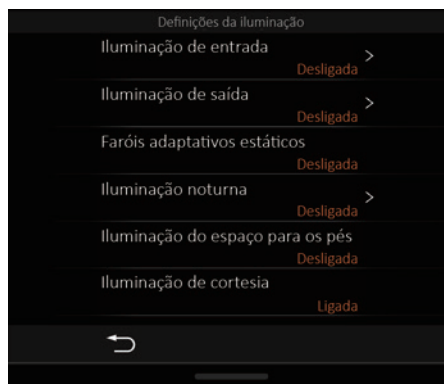 Definições da iluminação
Iluminação de entrada
Desligada
Iluminação de saída
Desligada
Faróis adaptativos estáticos
Desligada
Iluminação noturna
Desligada
Iluminação do espaço para os pés
Desligada
Iluminação de cortesia
Ligada